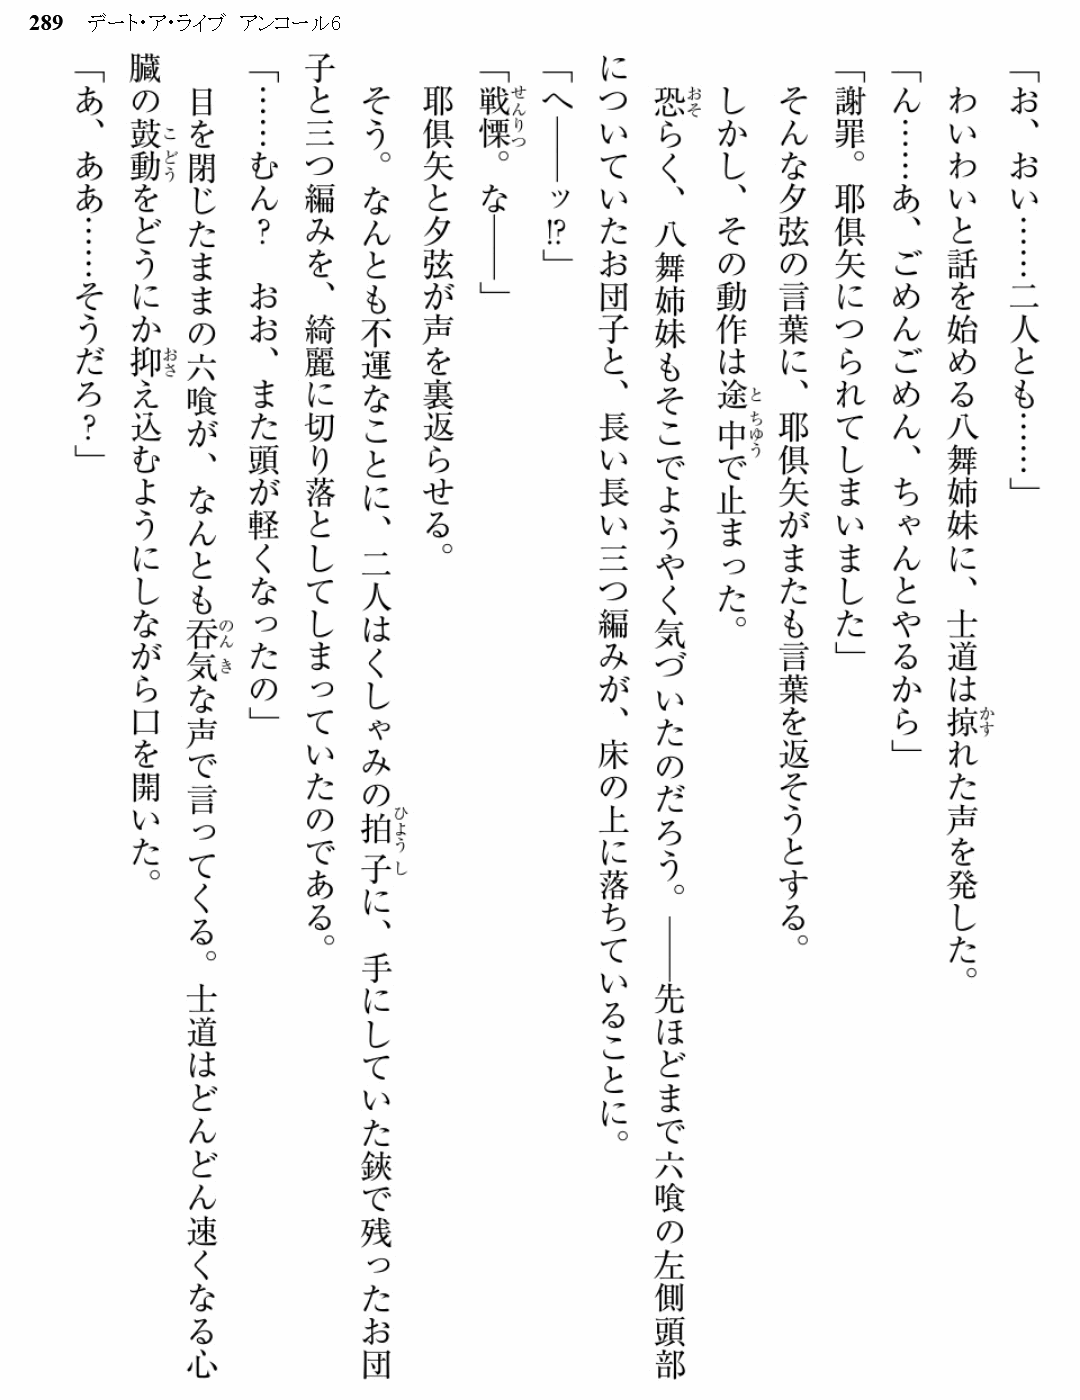 289 デート・ア・ライブ アンコール6
「お、おい……二人とも……」
わいわいと話を始める八舞姉妹に、士道は掠れた声を発した。
「ん……あ、ごめんごめん、ちゃんとやるから」
「謝罪。耶倶矢につられてしまいました」
そんな夕弦の言葉に、耶倶矢がまたも言葉を返そうとする。
しかし、その動作は途中で止まった。
恐らく、八舞姉妹もそこでようやく気づいたのだろう。――先ほどまで六喰の左側頭部
についていたお団子と、長い長い三つ編みが、床の上に落ちていることに。
「へ――ッ!?」
「戦慄。な――」
耶倶矢と夕弦が声を裏返らせる。
そう。なんとも不運なことに、二人はくしゃみの拍子に、手にしていた鋏で残ったお団
子と三つ編みを、綺麗に切り落としてしまっていたのである。
「……むん? おお、また頭が軽くなったの」
目を閉じたままの六喰が、なんとも呑気な声で言ってくる。士道はどんどん速くなる心
臓の鼓動をどうにか抑え込むようにしながら口を開いた。
「あ、ああ……そうだろ?」